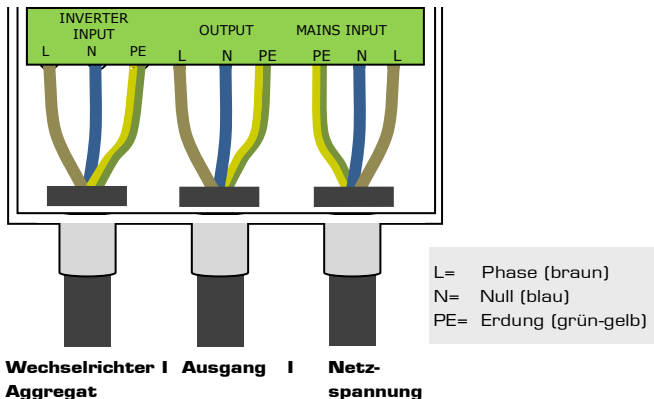 INVERTER
INPUT
OUTPUT
MAINS INPUT
L N PE
L N PE
PE N L
L= Phase (braun)
N= Null (blau)
PE= Erdung (grün-gelb)
Wechselrichter I Ausgang I Netz-
Aggregat spannung